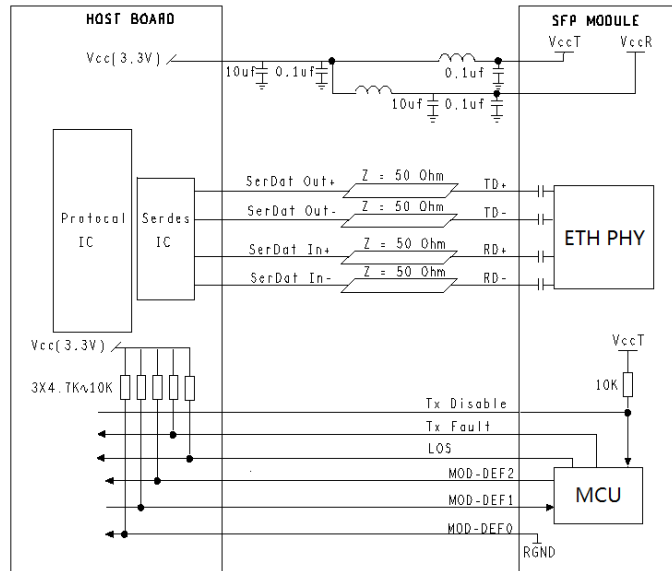 HOST BOARD
SFP MODULE
VccT
VccR
Vcc(3.3V)
10uf
0.1uf
0.1uf
10uf
0.1uf
SerDat Out+
Z = 50 Ohm
TD+
SerDat Out-
Z = 50 Ohm
TD-
Protocal
IC
Serdes
IC
ETH PHY
SerDat In+
Z = 50 Ohm
RD+
SerDat In-
Z = 50 Ohm
RD-
Vcc(3.3V)
VccT
3X4.7K∿10K
10K
Tx Disable
Tx Fault
LOS
MOD-DEF2
MCU
MOD-DEF1
MOD-DEF0
RGND